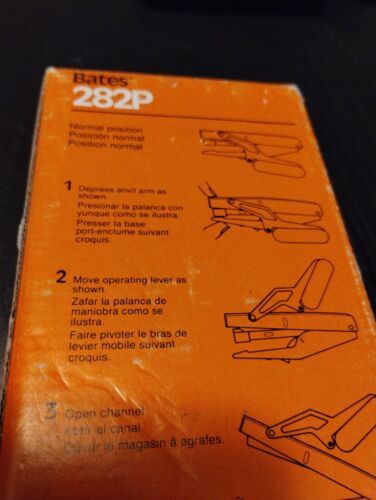 Bates
282P
Normal position
Posición normal
Position normal
1 Depress anvil arm as
shown.
Presionar la palanca con
yunque como se ilustra.
Presser la base
port-enclume suivant
croquis.
2 Move operating lever as
shown.
Zafar la palanca de
maniobra como se
ilustra.
Faire pivoter le bras de
levier mobile suivant
croquis.
3 Open channel.
Abrir el canal.
Ouvrir le magasin à agrafes.